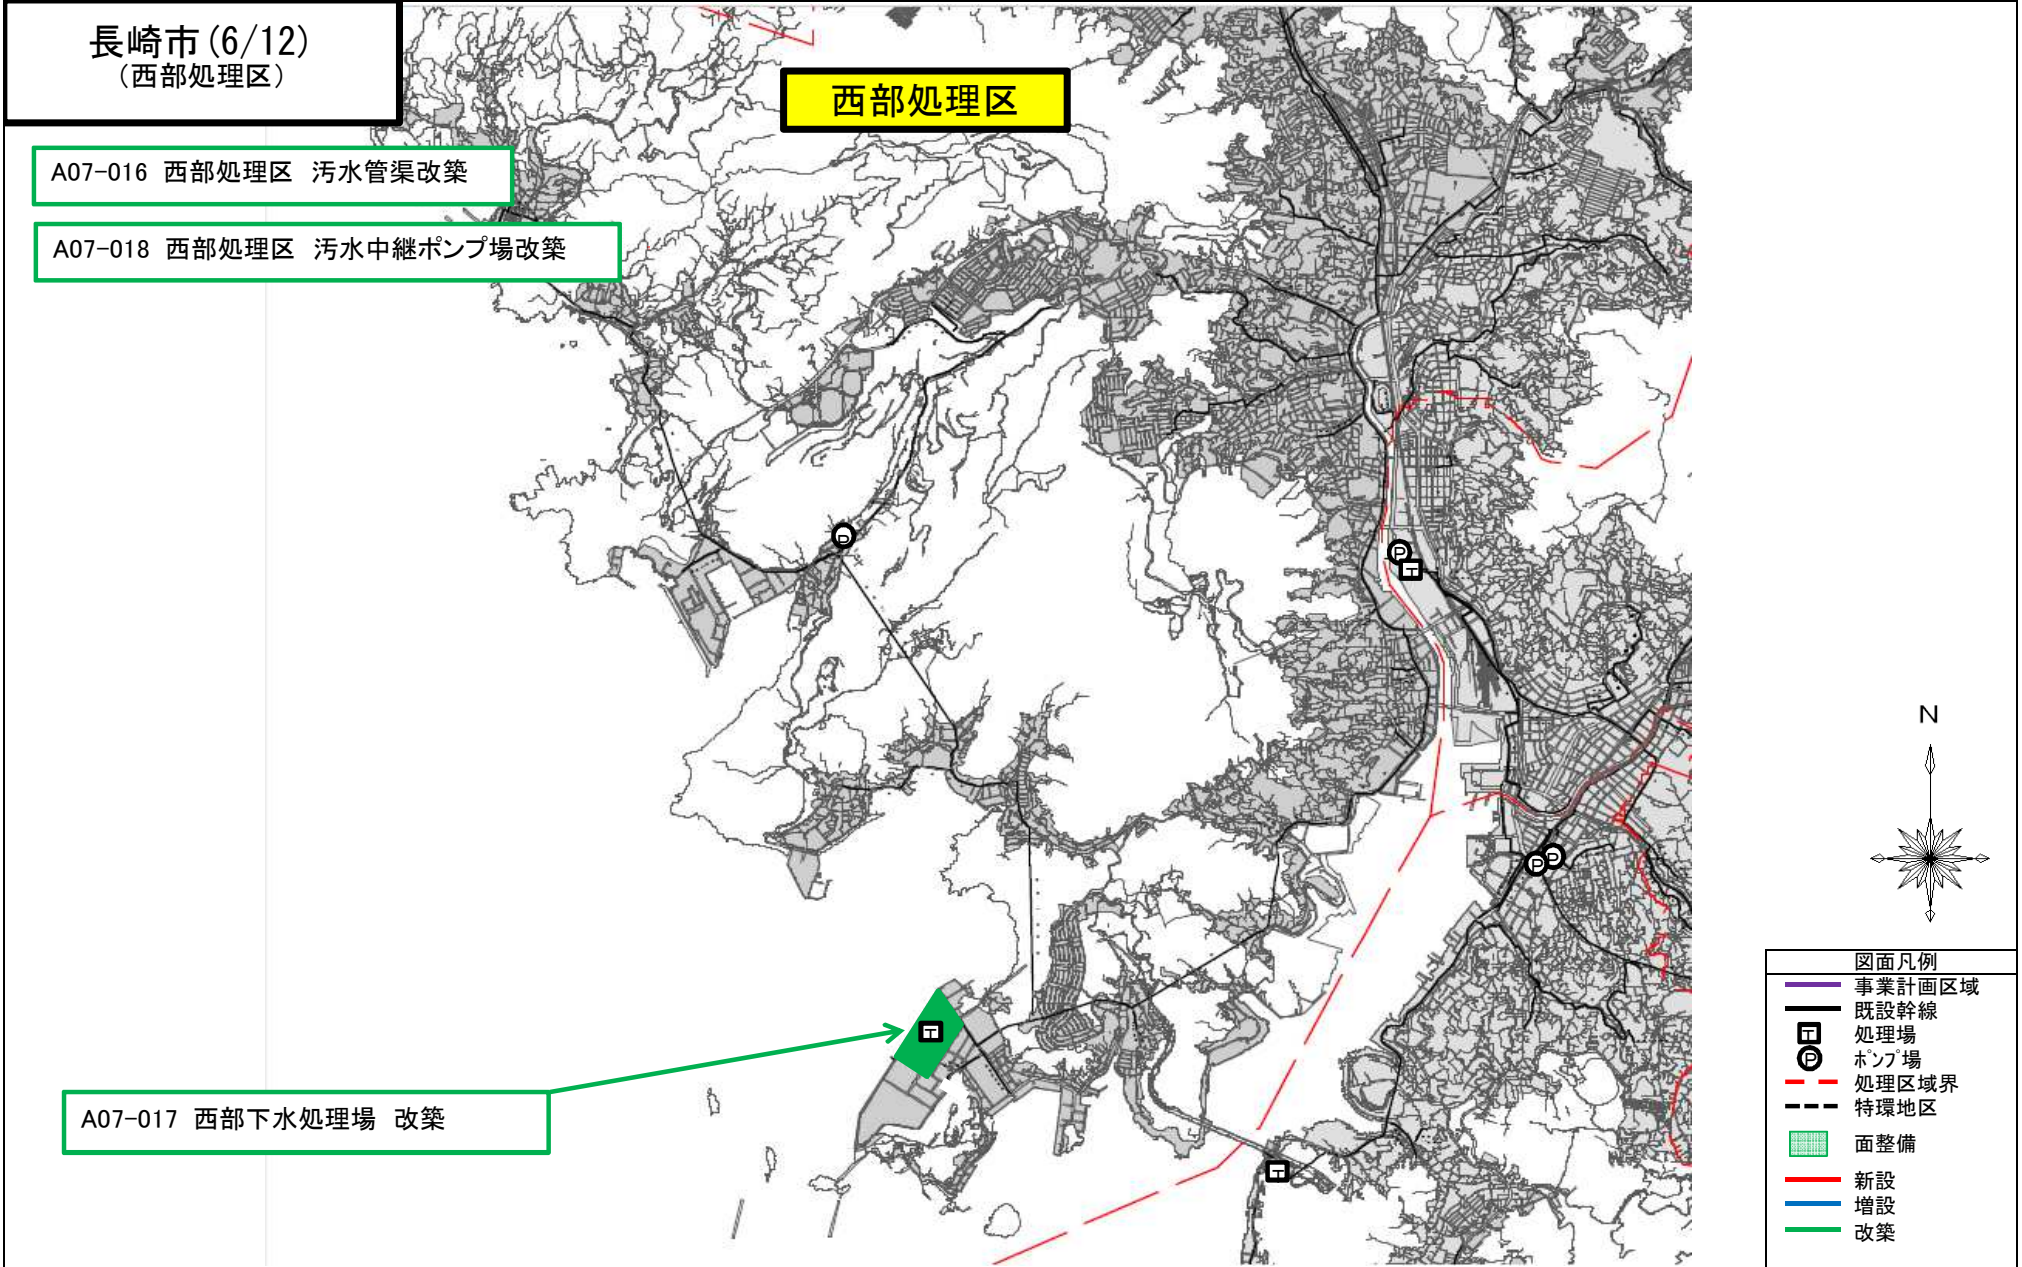 長崎市(6/12)
(西部処理区)
西部処理区
A07-016 西部処理区 汚水管渠改築
A07-018 西部処理区 汚水中継ポンプ場改築
P
P
T
N
P
P
図面凡例
事業計画区域
既設幹線
T 処理場
P ポンプ場
処理区域界
特環地区
面整備
新設
増設
改築
T
A07-017 西部下水処理場 改築
T